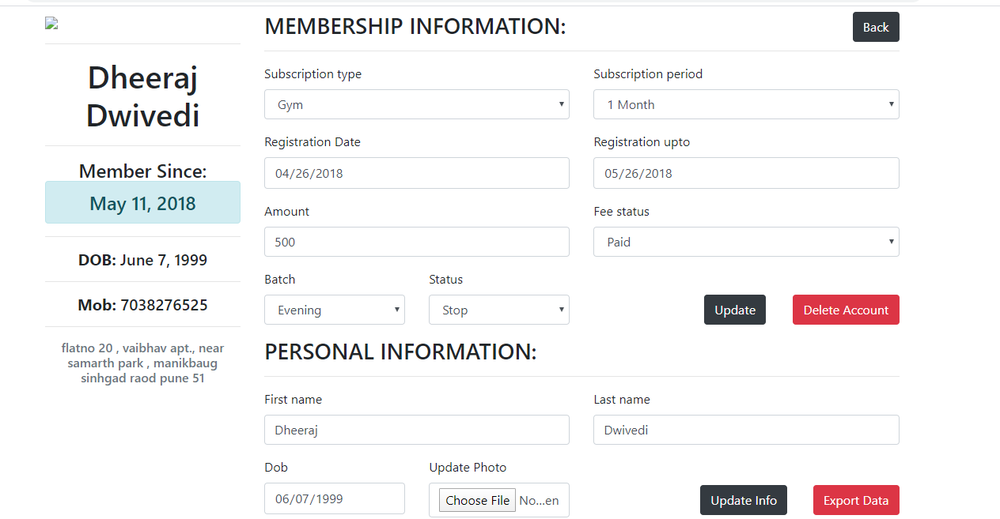 Dheeraj
Dwivedi
Member Since:
May 11, 2018
DOB: June 7, 1999
Mob: 7038276525
flatno 20 , vaibhav apt., near
samarth park , manikbaug
sinhgad raod pune 51
MEMBERSHIP INFORMATION:
Back
Subscription type
Subscription period
Gym
1 Month
Registration Date
Registration upto
04/26/2018
05/26/2018
Amount
Fee status
500
Paid
Batch
Status
Evening
Stop
Update
Delete Account
PERSONAL INFORMATION:
First name
Last name
Dheeraj
Dwivedi
Dob
Update Photo
06/07/1999
Choose File No...en
Update Info
Export Data